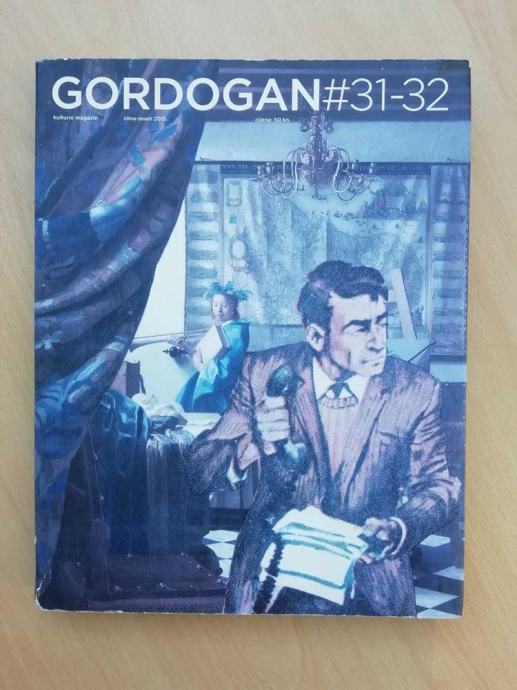 GORDOGAN#31-32
kulturni magazin zima-jesen 2015. cijena: 50 kn